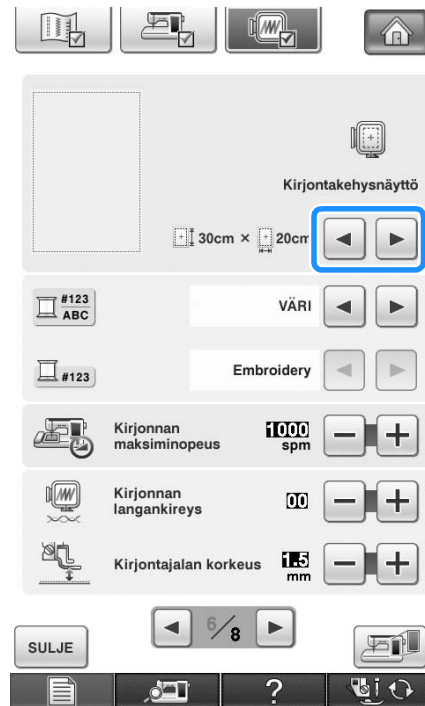 Kirjontakehysnäyttö
30cm × 20cm
#123
ABC
VÄRI
#123
Embroidery
Kirjonnan
maksiminopeus
1000
spm
Kirjonnan
langankireys
00
Kirjontajalan korkeus
1.5
mm
6/8
SULJE
?